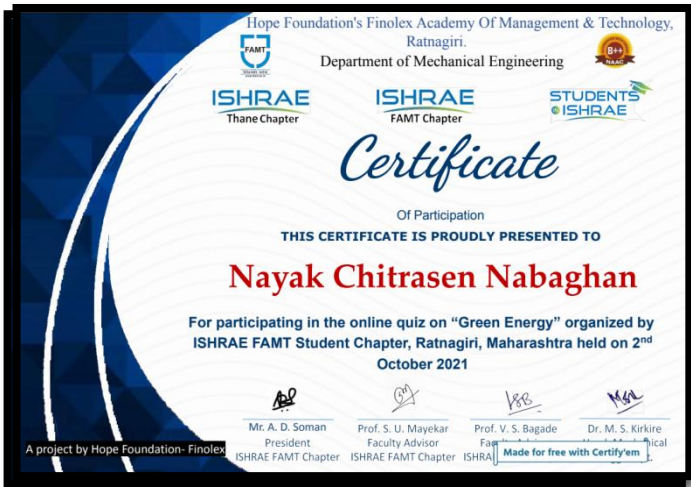 Hope Foundation's Finolex Academy Of Management & Technology,
Ratnagiri.
Department of Mechanical Engineering
FAMT
B++
NAAC
ISHRAE
Thane Chapter
ISHRAE
FAMT Chapter
STUDENTS
ISHRAE
Certificate
Of Participation
THIS CERTIFICATE IS PROUDLY PRESENTED TO
Nayak Chitrasen Nabaghan
For participating in the online quiz on “Green Energy” organized by
ISHRAE FAMT Student Chapter, Ratnagiri, Maharashtra held on 2nd
October 2021
Mr. A. D. Soman
President
ISHRAE FAMT Chapter
Prof. S. U. Mayekar
Faculty Advisor
ISHRAE FAMT Chapter
Prof. V. S. Bagade
Dr. M. S. Kirkire
A project by Hope Foundation- Finolex
Made for free with Certify'em